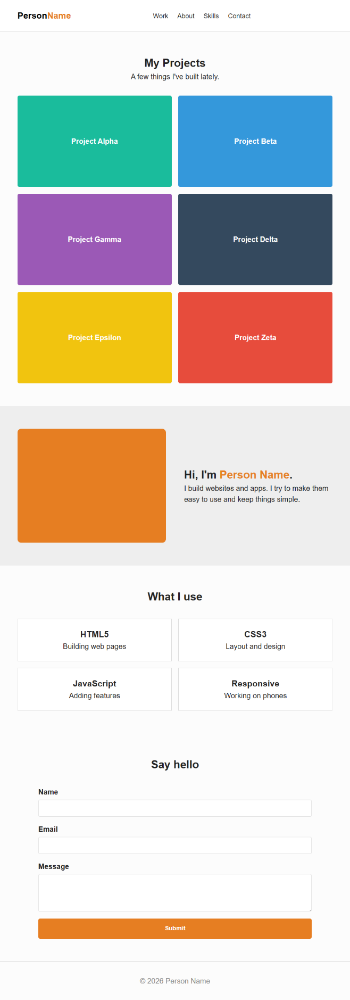 PersonName
Work About Skills Contact
My Projects
A few things I've built lately.
Project Alpha
Project Beta
Project Gamma
Project Delta
Project Epsilon
Project Zeta
Hi, I'm Person Name.
I build websites and apps. I try to make them
easy to use and keep things simple.
What I use
HTML5
Building web pages
CSS3
Layout and design
JavaScript
Adding features
Responsive
Working on phones
Say hello
Name
Email
Message
Submit
© 2026 Person Name